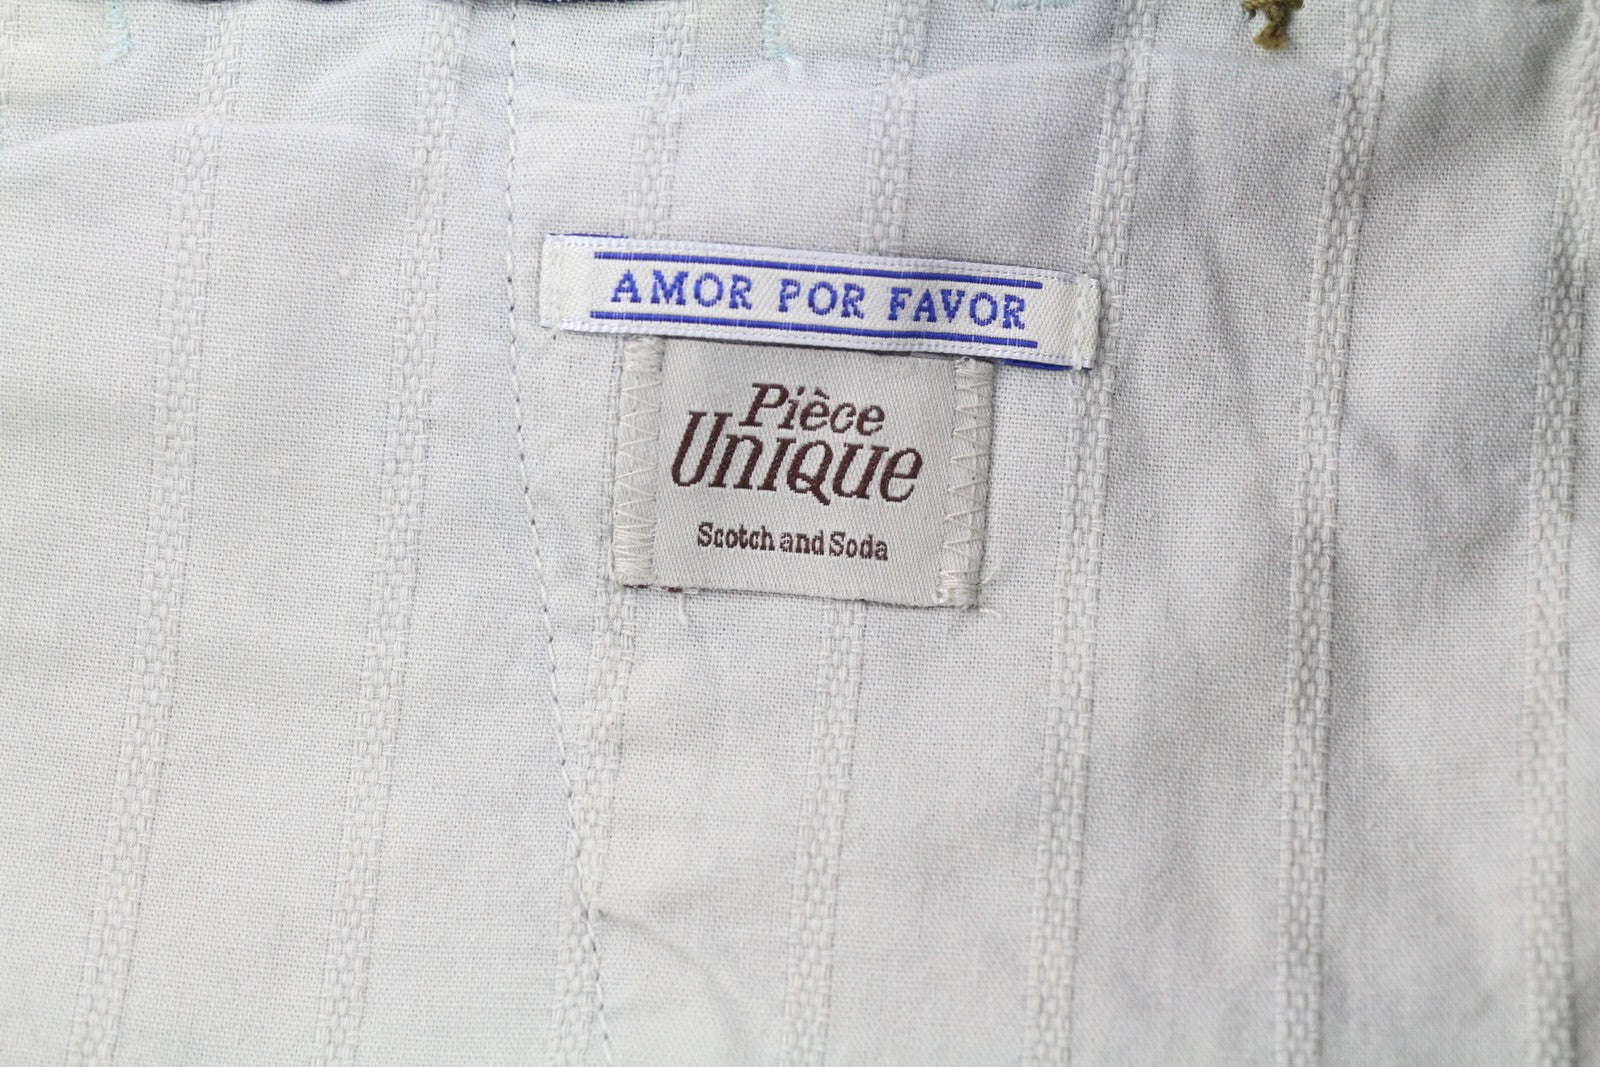 AMOR POR FAVOR
Pièce
Unique
Scotch and Soda